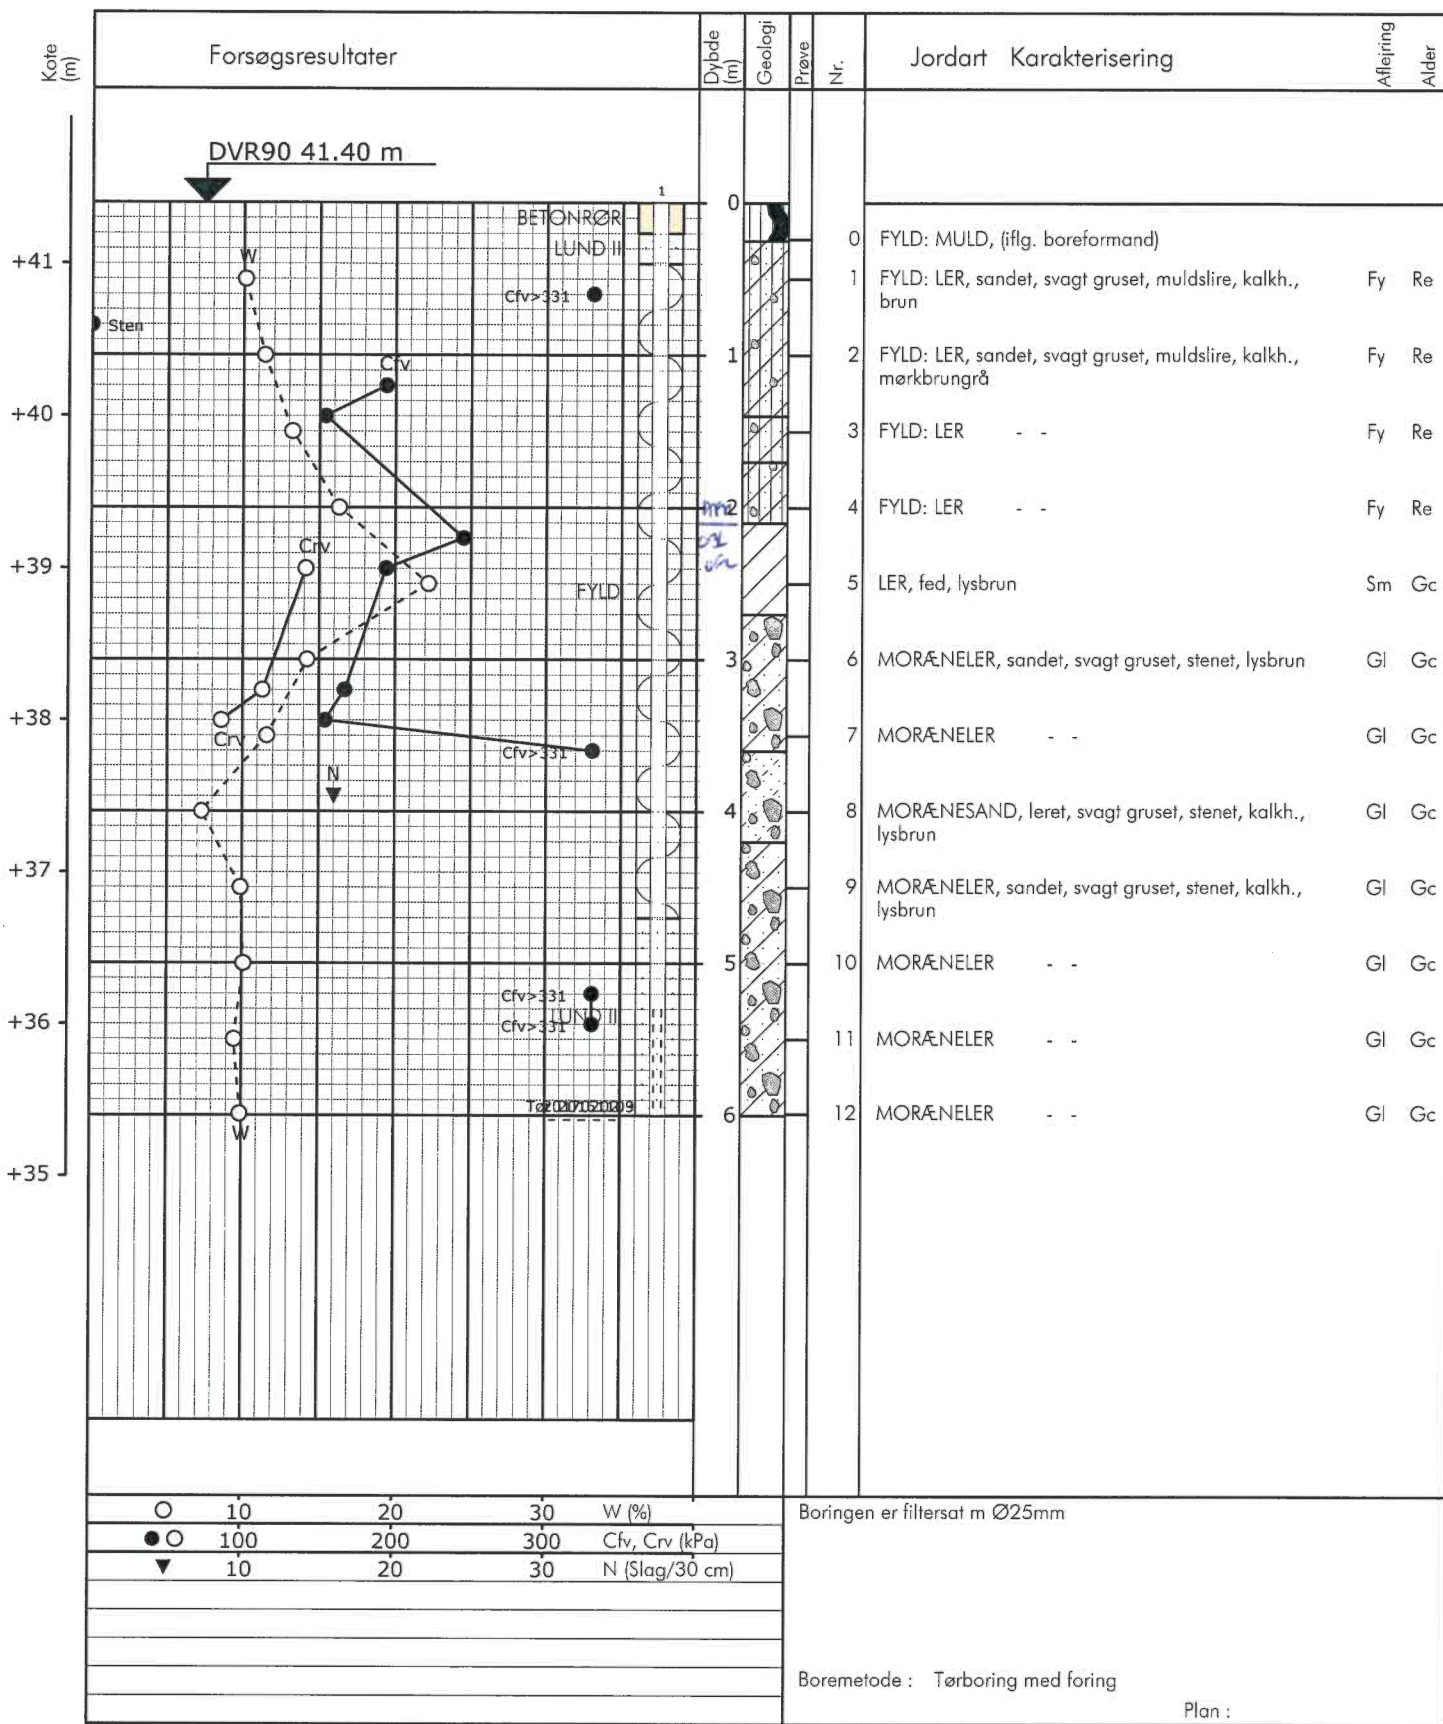 Kote (m)
Forsøgsresultater
Dybde (m)
Geologi
Prøve
Nr.
Jordart Karakterisering
Aflejring
Alder
DVR90 41.40 m
1
BETONRØR
0
LUND II
0 FYLD: MULD, (iflg. boreformand)
+41
W
Cfv>331
1 FYLD: LER, sandet, svagt gruset, muldslire, kalkh., Fy Re
brun
Sten
1
Cfv
2 FYLD: LER, sandet, svagt gruset, muldslire, kalkh., Fy Re
mørkbrungrå
+40
3 FYLD: LER - - Fy Re
2
4 FYLD: LER - - Fy Re
Crv
+39
FYLD
5 LER, fed, lysbrun Sm Gc
3
6 MORÆNELER, sandet, svagt gruset, stenet, lysbrun Gl Gc
+38
Crv
Cfv>331
7 MORÆNELER - - Gl Gc
N
4
8 MORÆNESAND, leret, svagt gruset, stenet, kalkh., Gl Gc
lysbrun
+37
9 MORÆNELER, sandet, svagt gruset, stenet, kalkh., Gl Gc
lysbrun
5
10 MORÆNELER - - Gl Gc
Cfv>331
+36
LUND II
Cfv>331
11 MORÆNELER - - Gl Gc
6
12 MORÆNELER - - Gl Gc
W
+35
10 20 30 W (%)
100 200 300 Cfv, Crv (kPa)
10 20 30 N (Slag/30 cm)
Boringen er filtersat m Ø25mm
Boremetode : Tørboring med foring
Plan :